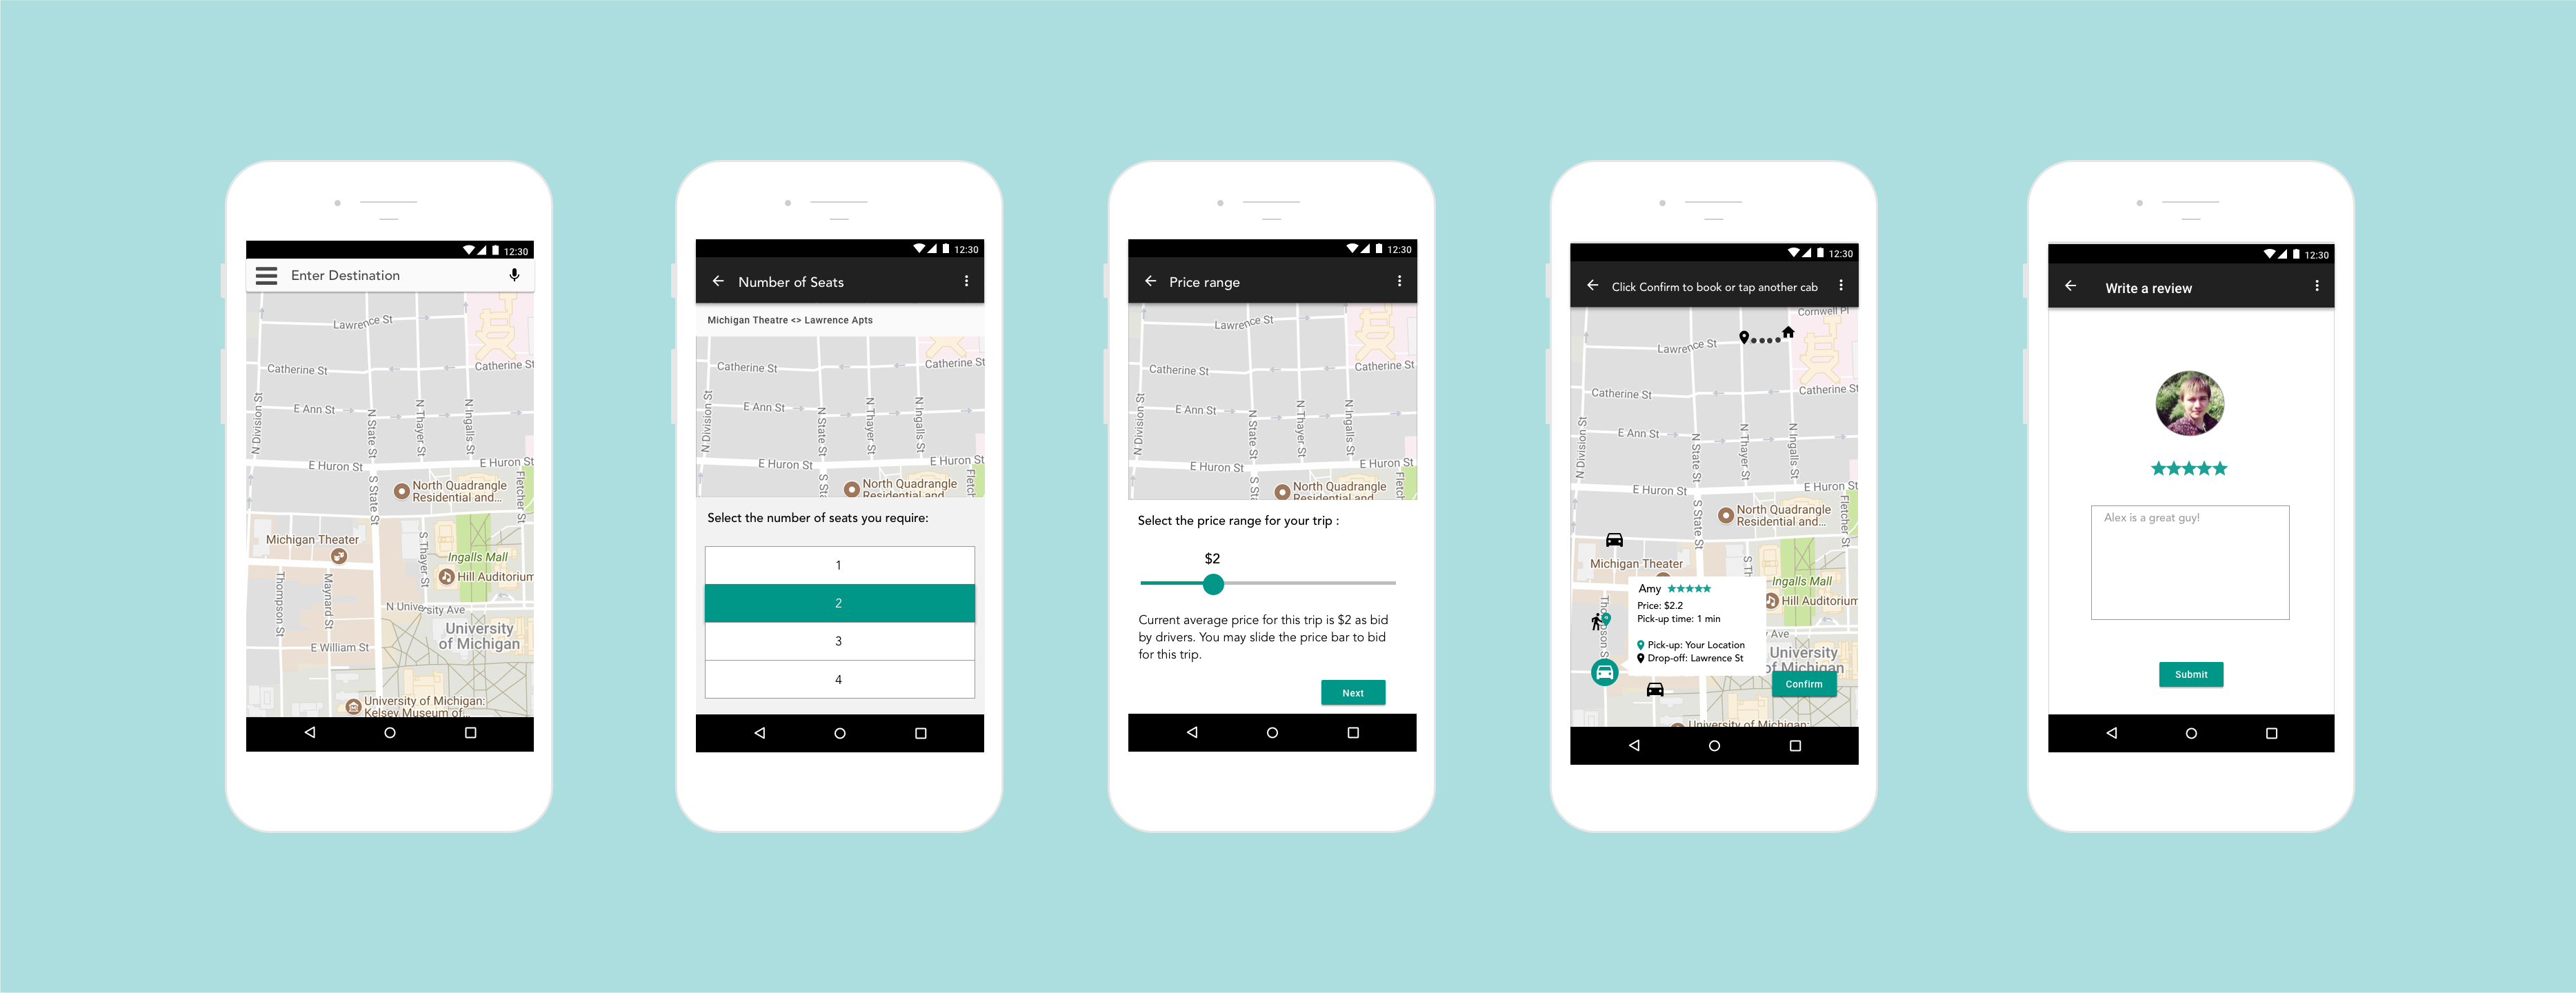 12:30
Enter Destination
Lawrence St
Catherine St
Catherine St
E Ann St
N Division St
N State St
N Thayer St
N Ingalls St
E Huron St
E Huron St
North Quadrangle
Residential and...
S State St
Fletcher St
Michigan Theater
S Thayer St
Ingalls Mall
Hill Auditorium
Thompson St
Maynard St
N University Ave
University
of Michigan
E William St
University of Michigan:
Kelsey Museum of...
12:30
Number of Seats
Michigan Theatre <> Lawrence Apts
Catherine St
Catherine St
E Ann St
N Division St
N State St
N Thayer St
N Ingalls St
E Huron St
E Huron St
North Quadrangle
Residential and
S Sta
Fletch
Select the number of seats you require:
1
2
3
4
12:30
Price range
Lawrence St
Catherine St
Catherine St
E Ann St
N Division St
N State St
N Thayer St
N Ingalls St
E Huron St
E Huron St
North Quadrangle
Residential and
S Sta
Fletc
Select the price range for your trip :
$2
Current average price for this trip is $2 as bid
by drivers. You may slide the price bar to bid
for this trip.
Next
12:30
Click Confirm to book or tap another cab
Cornwell Pl
Lawrence St
Catherine St
Catherine St
E Ann St
N Division St
N State St
N Thayer St
N Ingalls St
E Huron St
E Huron St
North Quadrangle
Residential and...
S State St
Fletcher St
Michigan Theater
Amy
Price: $2.2
Pick-up time: 1 min
Pick-up: Your Location
Drop-off: Lawrence St
S T
Ingalls Mall
Hill Auditorium
Ave
University
of Michigan
Confirm
University of Michigan:
12:30
Write a review
Alex is a great guy!
Submit